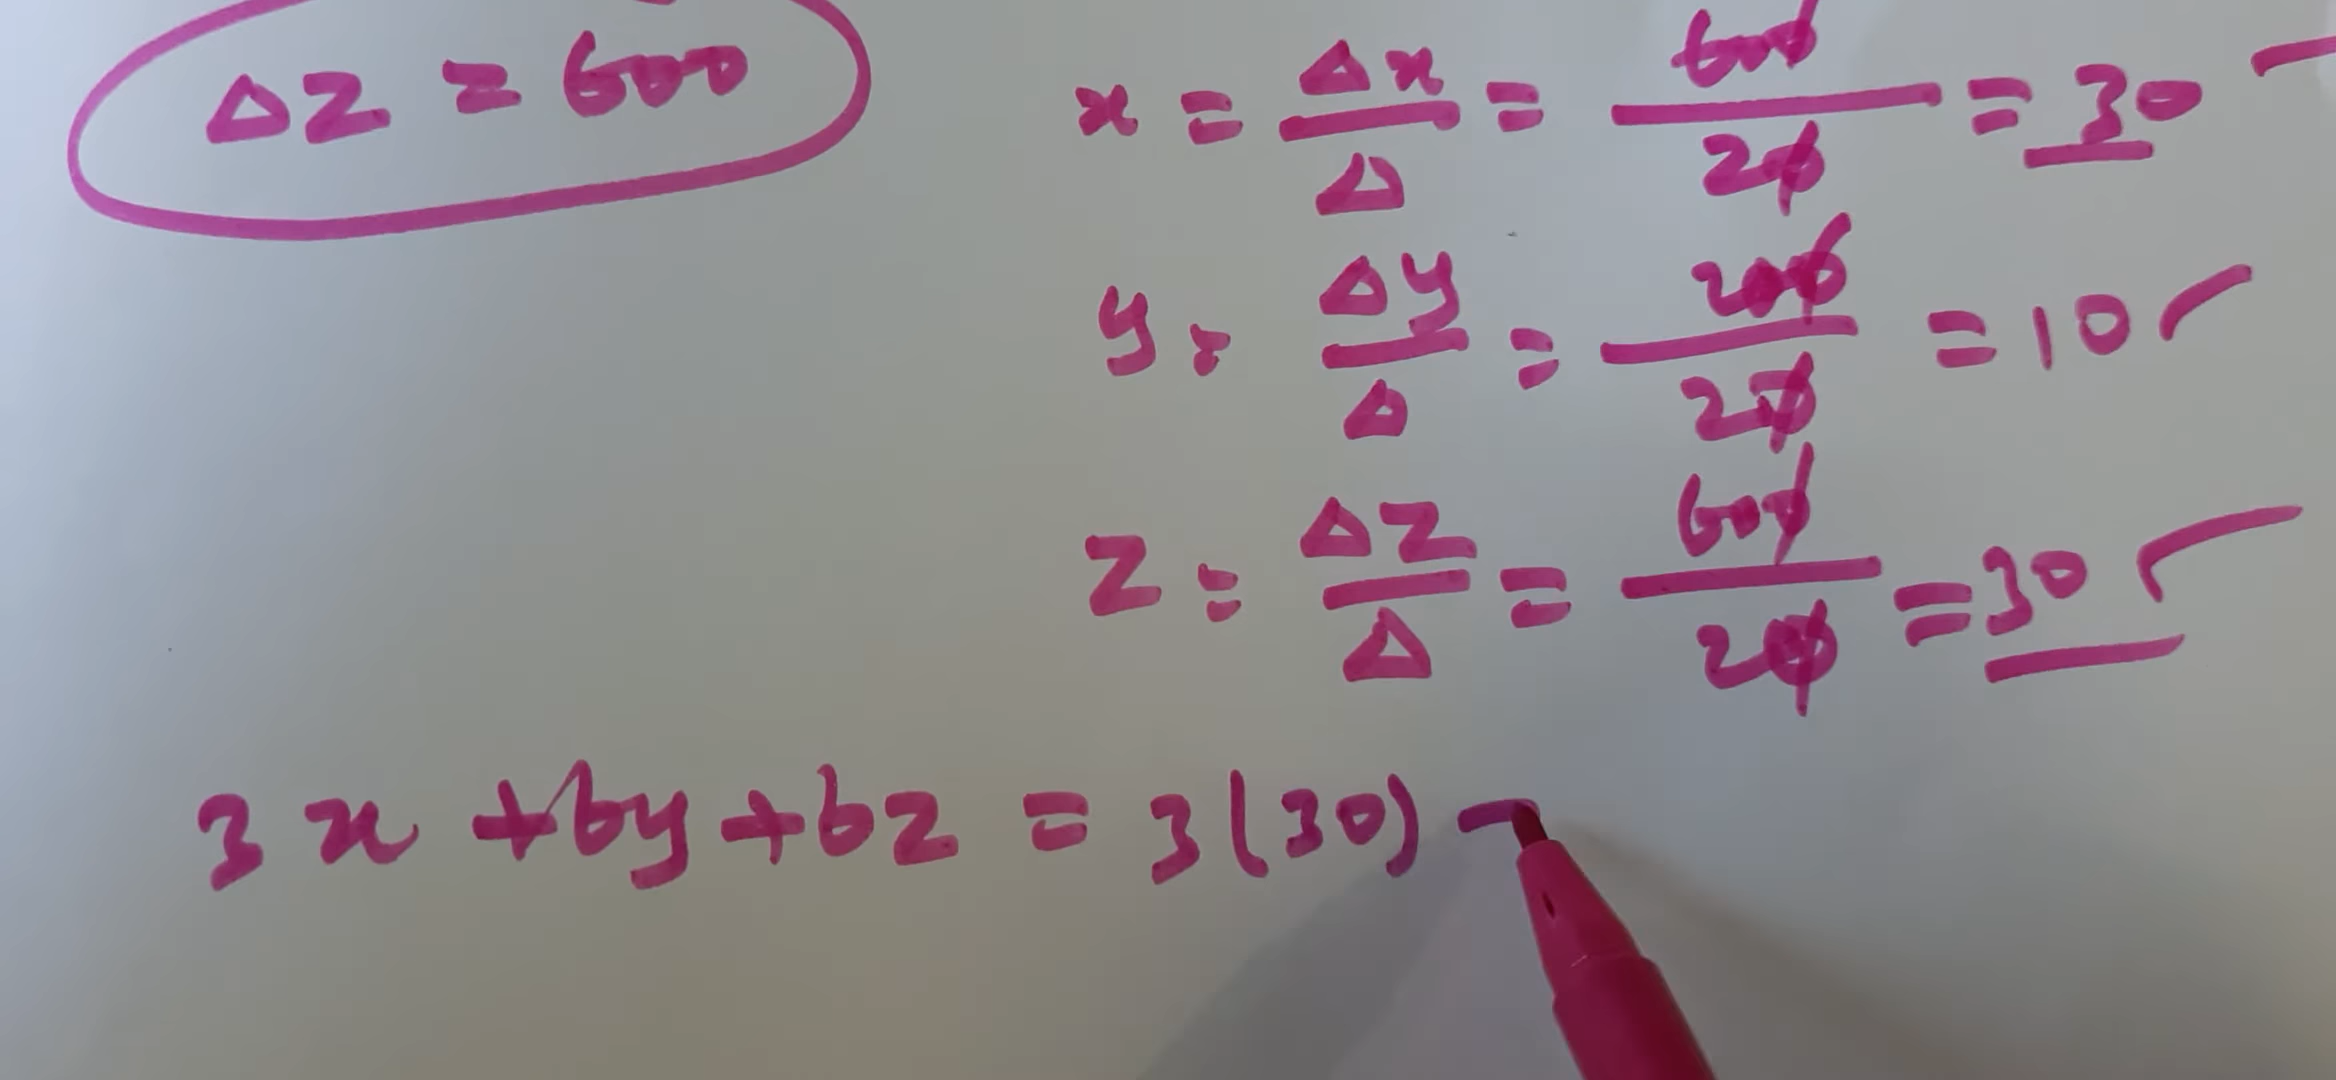 Δz = 600
x = Δx/Δ = 600/20 = 30
y = Δy/Δ = 200/20 = 10
z = Δz/Δ = 600/20 = 30
3x + 6y + 6z = 3(30) -